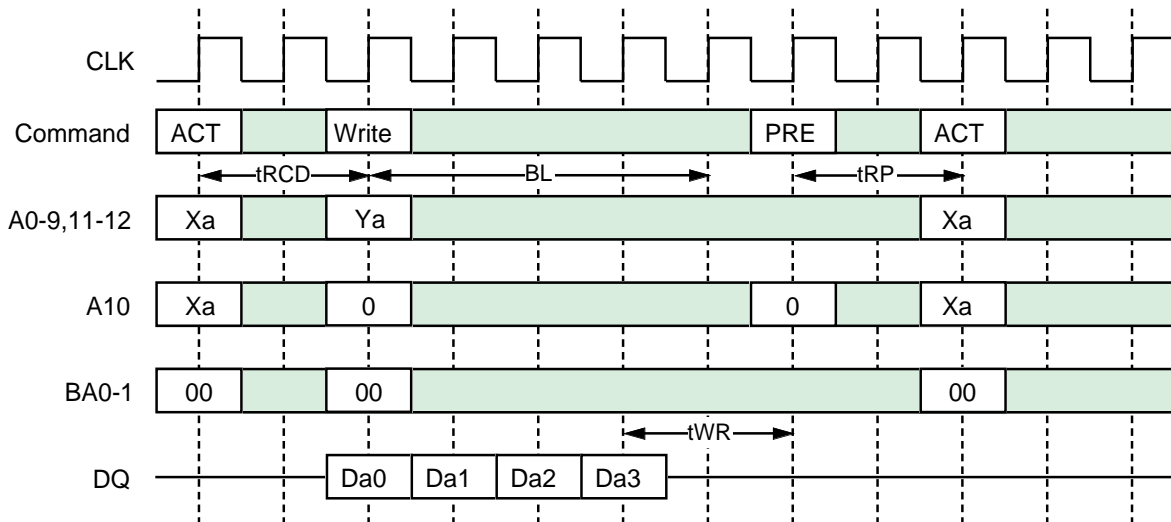 CLK
Command ACT Write PRE ACT
tRCD BL tRP
A0-9,11-12 Xa Ya Xa
A10 Xa 0 0 Xa
BA0-1 00 00 00
tWR
DQ Da0 Da1 Da2 Da3